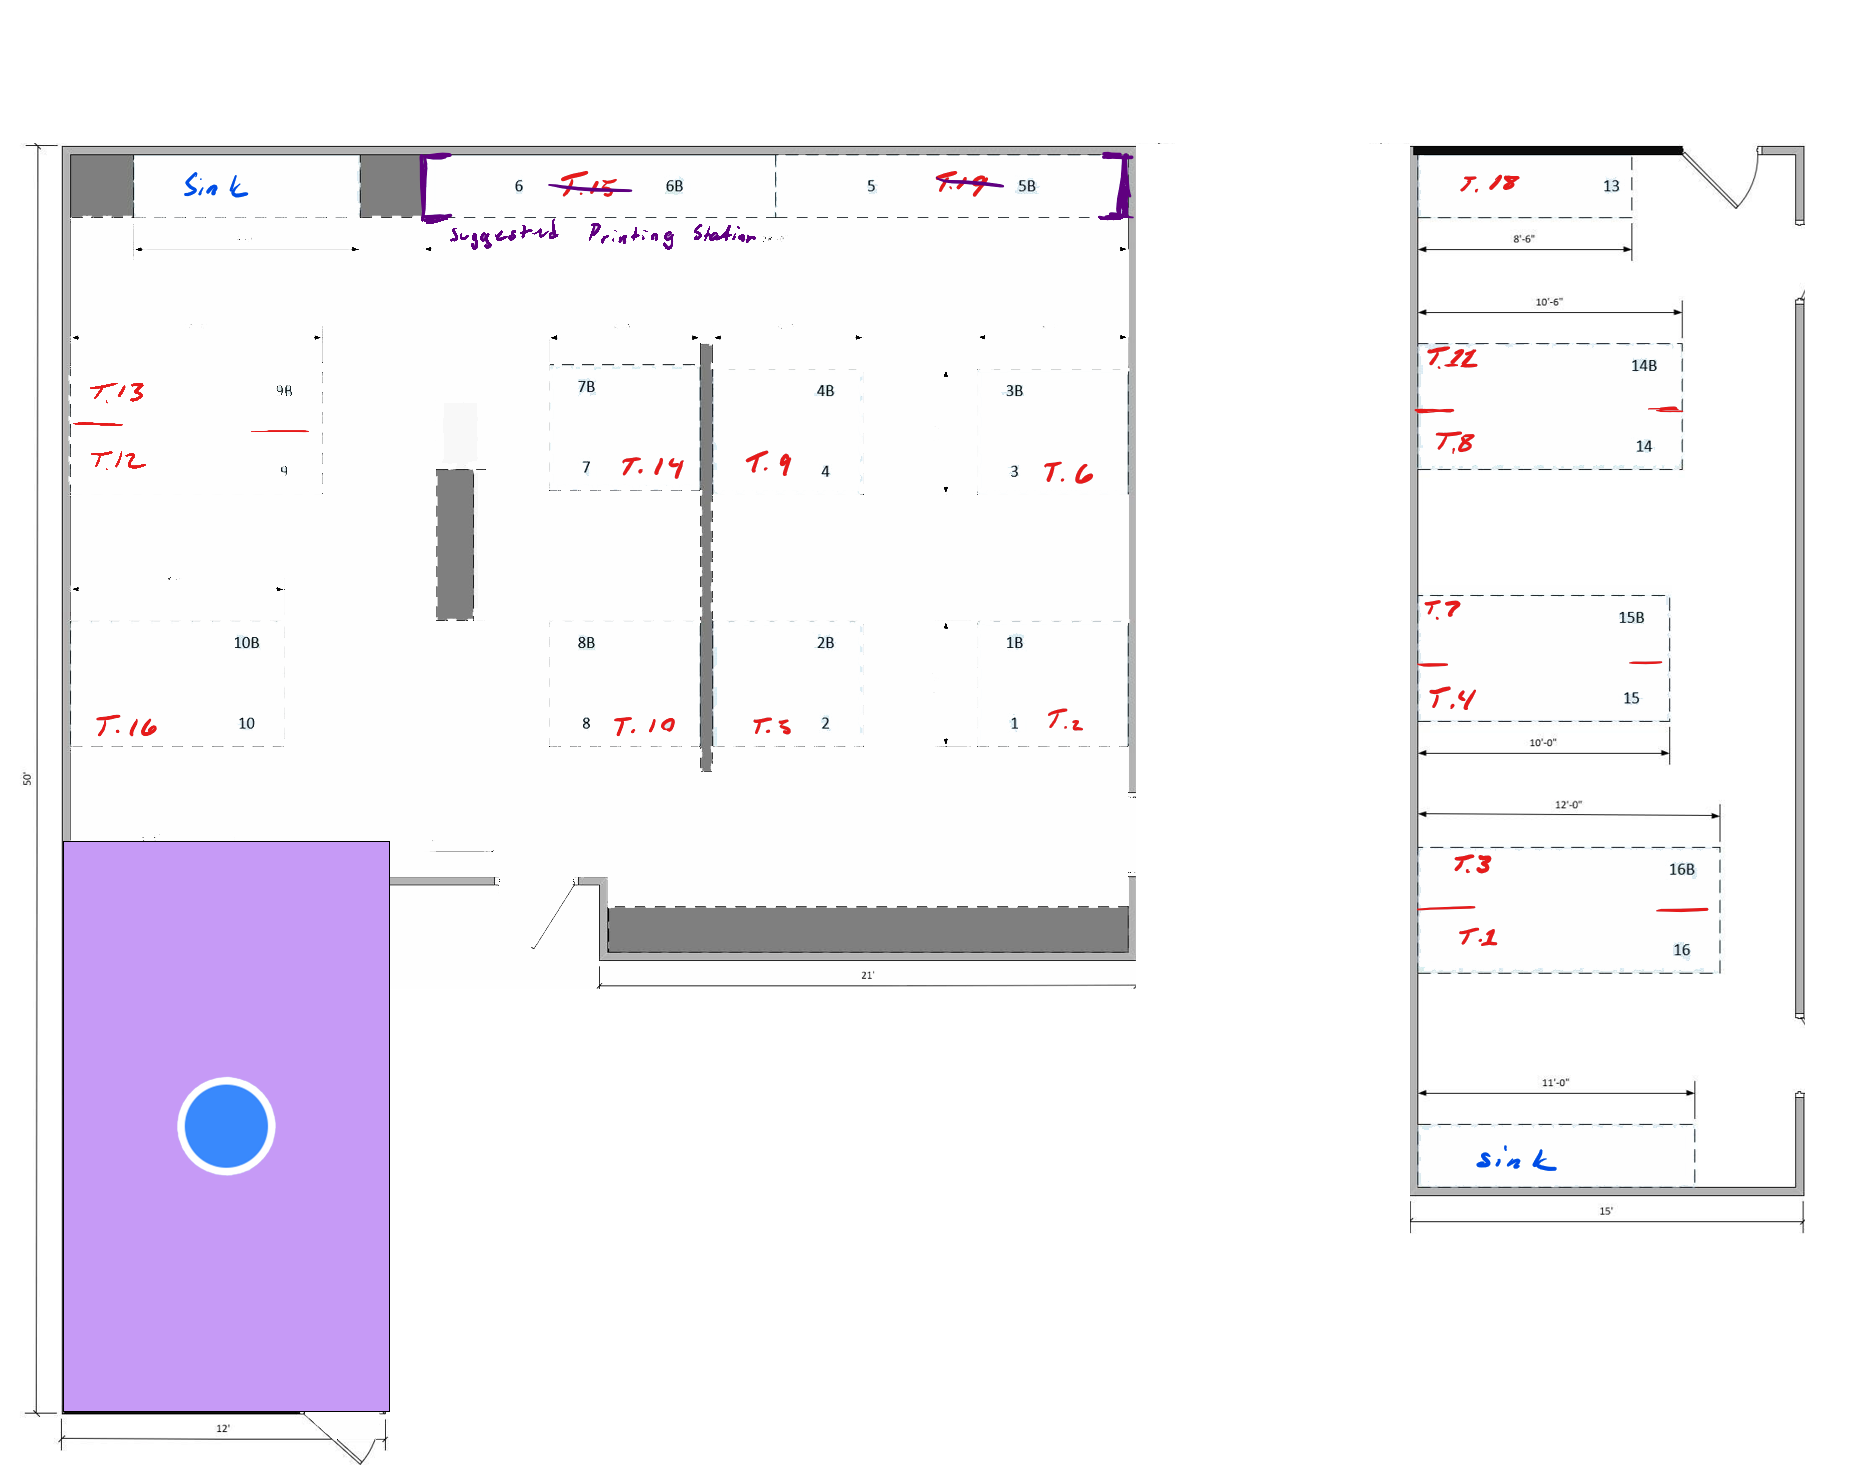 Sink
6 T.15 6B 5 T.19 5B
Suggested Printing Station
T.13 9B
T.12 9
7B
7 T.14
4B
T.9 4
3B
3 T.6
10B
T.16 10
8B
8 T.10
2B
T.5 2
1B
1 T.2
50'
21'
12'
T.18 13
8'-6"
10'-6"
T.11 14B
T.8 14
T.7 15B
T.4 15
10'-0"
12'-0"
T.3 16B
T.1 16
11'-0"
sink
15'